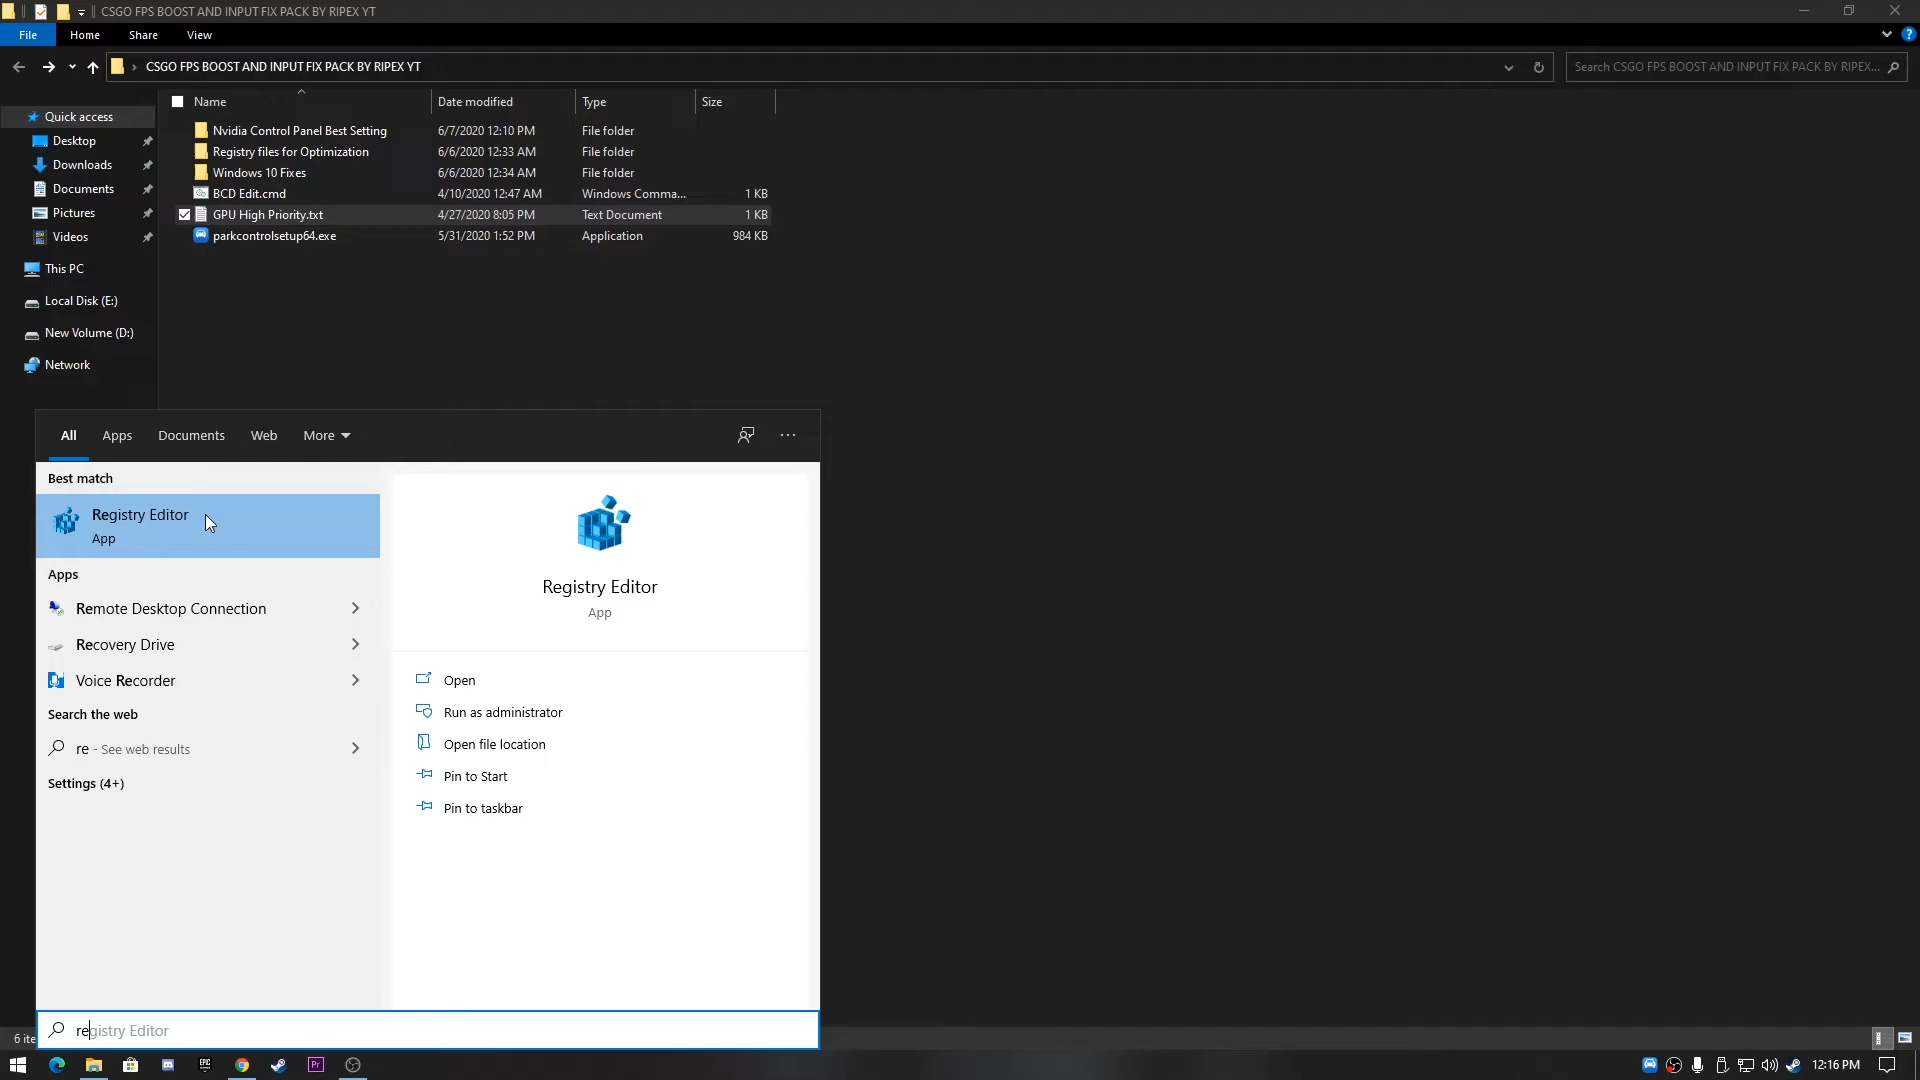 CSGO FPS BOOST AND INPUT FIX PACK BY RIPEX YT
File Home Share View
CSGO FPS BOOST AND INPUT FIX PACK BY RIPEX YT
Search CSGO FPS BOOST AND INPUT FIX PACK BY RIPEX...
Name Date modified Type Size
Quick access
Desktop
Downloads
Documents
Pictures
Videos
This PC
Local Disk (E:)
New Volume (D:)
Network
Nvidia Control Panel Best Setting 6/7/2020 12:10 PM File folder
Registry files for Optimization 6/6/2020 12:33 AM File folder
Windows 10 Fixes 6/6/2020 12:34 AM File folder
BCD Edit.cmd 4/10/2020 12:47 AM Windows Comma... 1 KB
GPU High Priority.txt 4/27/2020 8:05 PM Text Document 1 KB
parkcontrolsetup64.exe 5/31/2020 1:52 PM Application 984 KB
All Apps Documents Web More
Best match
Registry Editor
App
Apps
Remote Desktop Connection
Recovery Drive
Voice Recorder
Search the web
re - See web results
Settings (4+)
Registry Editor
App
Open
Run as administrator
Open file location
Pin to Start
Pin to taskbar
registry Editor
6 ite
EPIC
Pr
12:16 PM